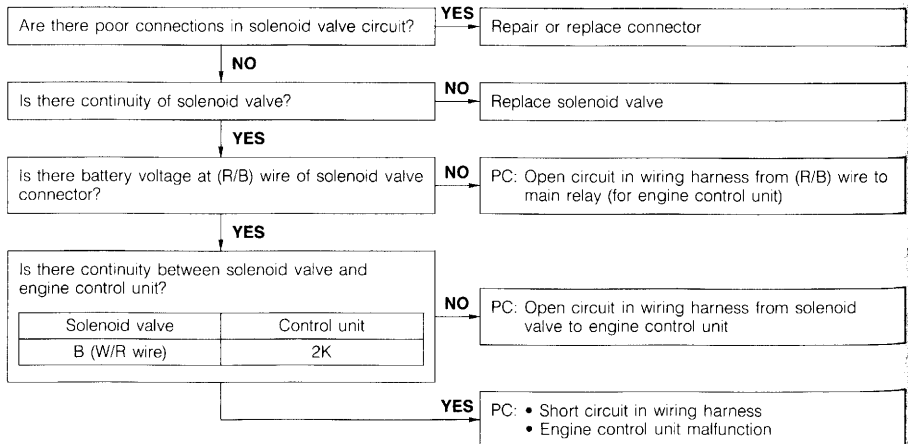 Are there poor connections in solenoid valve circuit?
YES
Repair or replace connector
NO
Is there continuity of solenoid valve?
NO
Replace solenoid valve
YES
Is there battery voltage at (R/B) wire of solenoid valve
connector?
NO
PC: Open circuit in wiring harness from (R/B) wire to
main relay (for engine control unit)
YES
Is there continuity between solenoid valve and
engine control unit?
Solenoid valve Control unit
B (W/R wire) 2K
NO
PC: Open circuit in wiring harness from solenoid
valve to engine control unit
YES
PC: • Short circuit in wiring harness
• Engine control unit malfunction